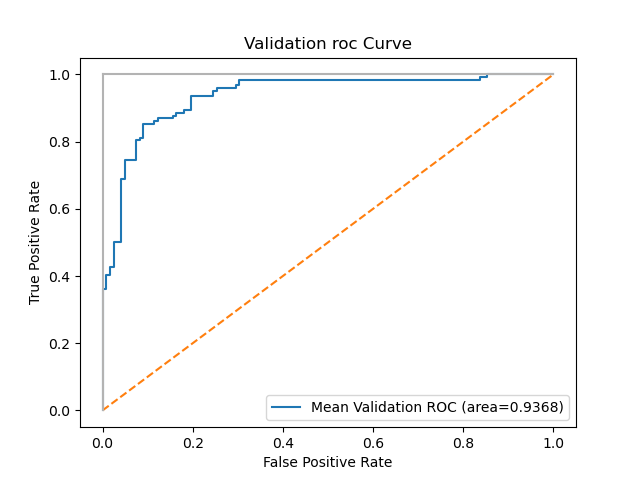 Validation roc Curve
True Positive Rate
1.0
0.8
0.6
0.4
0.2
0.0
Mean Validation ROC (area=0.9368)
0.0 0.2 0.4 0.6 0.8 1.0
False Positive Rate